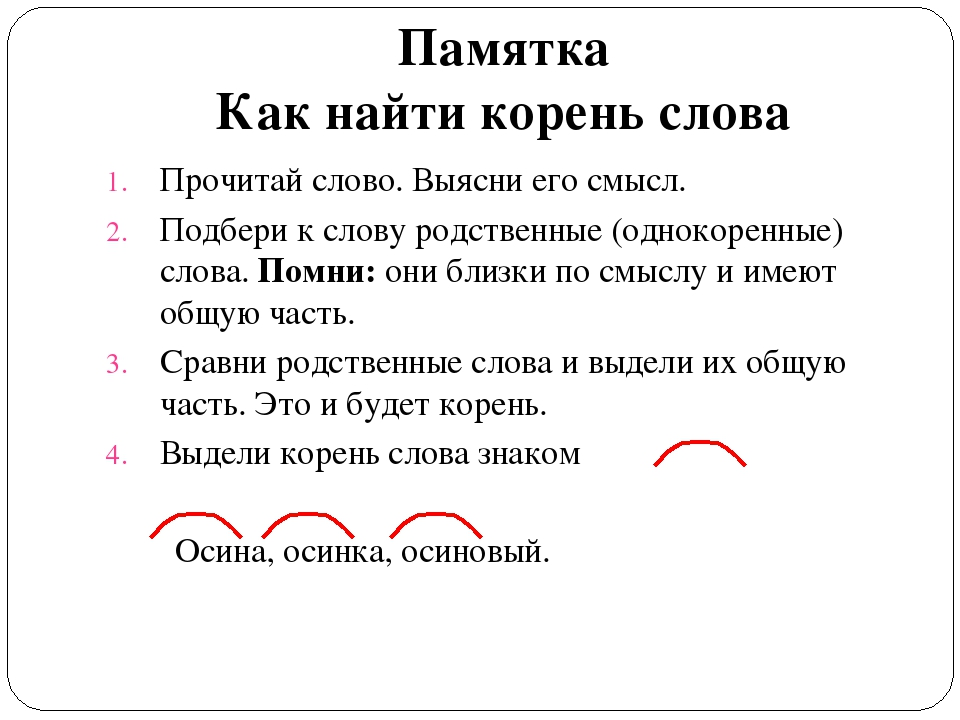 Памятка
Как найти корень слова
1. Прочитай слово. Выясни его смысл.
2. Подбери к слову родственные (однокоренные)
слова. Помни: они близки по смыслу и имеют
общую часть.
3. Сравни родственные слова и выдели их общую
часть. Это и будет корень.
4. Выдели корень слова знаком
Осина, осинка, осиновый.